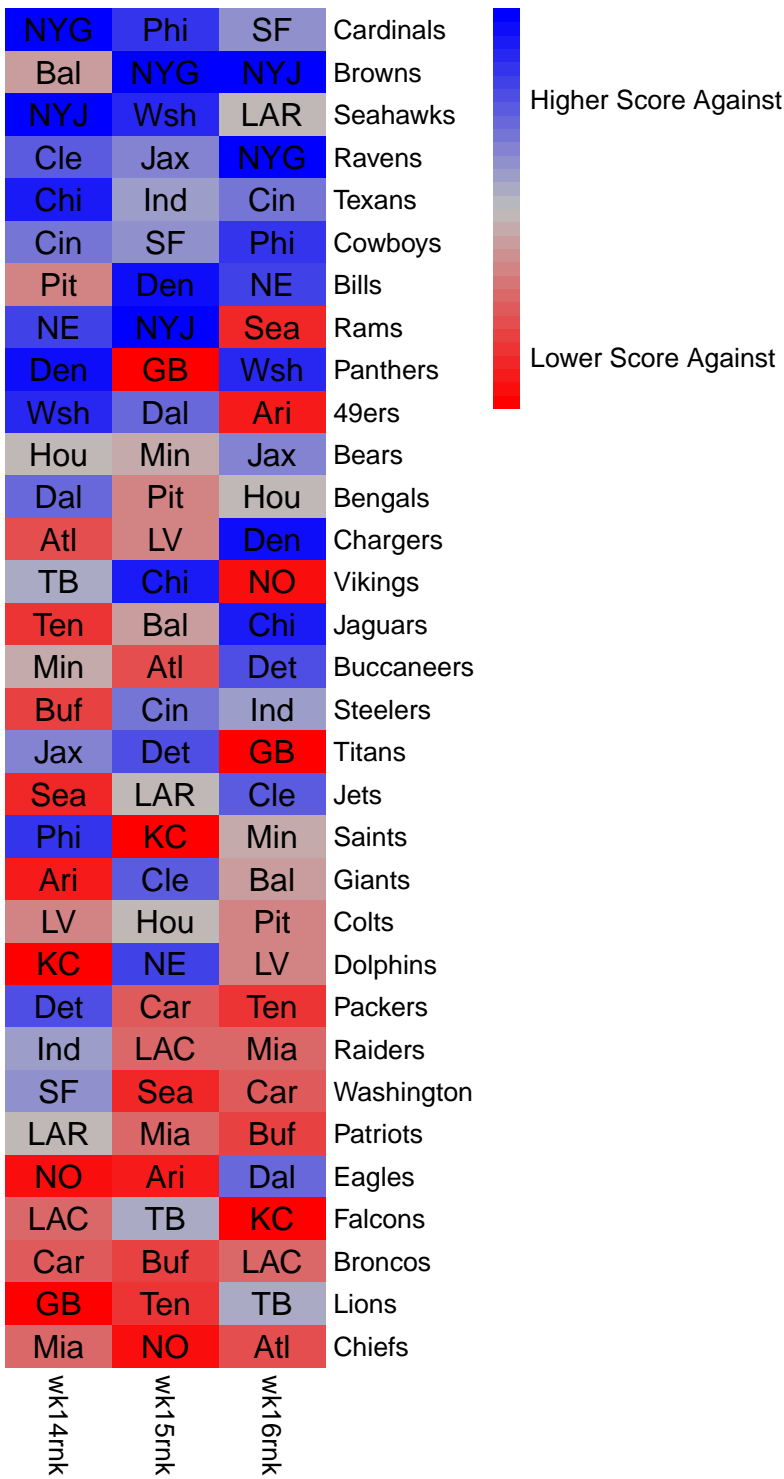 NYG Phi SF Cardinals
Bal NYG NYJ Browns
Higher Score Against
NYJ Wsh LAR Seahawks
Cle Jax NYG Ravens
Chi Ind Cin Texans
Cin SF Phi Cowboys
Pit Den NE Bills
NE NYJ Sea Rams
Lower Score Against
Den GB Wsh Panthers
Wsh Dal Ari 49ers
Hou Min Jax Bears
Dal Pit Hou Bengals
Atl LV Den Chargers
TB Chi NO Vikings
Ten Bal Chi Jaguars
Min Atl Det Buccaneers
Buf Cin Ind Steelers
Jax Det GB Titans
Sea LAR Cle Jets
Phi KC Min Saints
Ari Cle Bal Giants
LV Hou Pit Colts
KC NE LV Dolphins
Det Car Ten Packers
Ind LAC Mia Raiders
SF Sea Car Washington
LAR Mia Buf Patriots
NO Ari Dal Eagles
LAC TB KC Falcons
Car Buf LAC Broncos
GB Ten TB Lions
Mia NO Atl Chiefs
wk14rnk wk15rnk wk16rnk